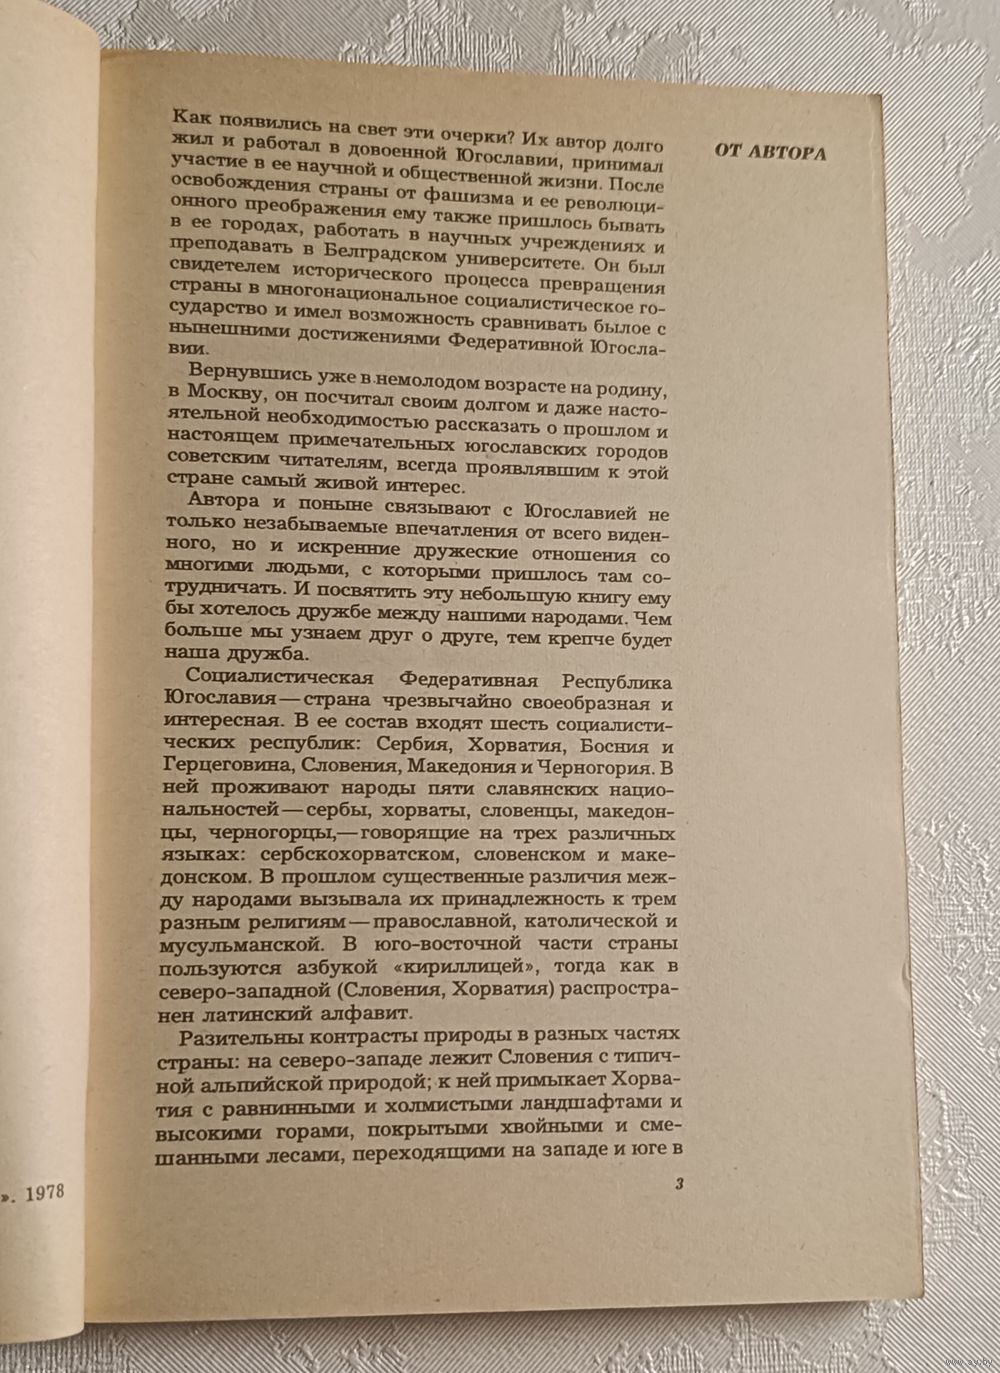 ОТ АВТОРА
Как появились на свет эти очерки? Их автор долго
жил и работал в довоенной Югославии, принимал
участие в ее научной и общественной жизни. После
освобождения страны от фашизма и ее революци-
онного преображения ему также пришлось бывать
в ее городах, работать в научных учреждениях и
преподавать в Белградском университете. Он был
свидетелем исторического процесса превращения
страны в многонациональное социалистическое го-
сударство и имел возможность сравнивать былое с
нынешними достижениями Федеративной Югосла-
вии.
Вернувшись уже в немолодом возрасте на родину,
в Москву, он посчитал своим долгом и даже насто-
ятельной необходимостью рассказать о прошлом и
настоящем примечательных югославских городов
советским читателям, всегда проявлявшим к этой
стране самый живой интерес.
Автора и поныне связывают с Югославией не
только незабываемые впечатления от всего виден-
ного, но и искренние дружеские отношения со
многими людьми, с которыми пришлось там со-
трудничать. И посвятить эту небольшую книгу ему
бы хотелось дружбе между нашими народами. Чем
больше мы узнаем друг о друге, тем крепче будет
наша дружба.
Социалистическая Федеративная Республика
Югославия — страна чрезвычайно своеобразная и
интересная. В ее состав входят шесть социалисти-
ческих республик: Сербия, Хорватия, Босния и
Герцеговина, Словения, Македония и Черногория. В
ней проживают народы пяти славянских нацио-
нальностей — сербы, хорваты, словенцы, македон-
цы, черногорцы,— говорящие на трех различных
языках: сербскохорватском, словенском и маке-
донском. В прошлом существенные различия меж-
ду народами вызывала их принадлежность к трем
разным религиям — православной, католической и
мусульманской. В юго-восточной части страны
пользуются азбукой «кириллицей», тогда как в
северо-западной (Словения, Хорватия) распростра-
нен латинский алфавит.
Разительны контрасты природы в разных частях
страны: на северо-западе лежит Словения с типич-
ной альпийской природой; к ней примыкает Хорва-
тия с равнинными и холмистыми ландшафтами и
высокими горами, покрытыми хвойными и сме-
шанными лесами, переходящими на западе и юге в
3
». 1978
www.ay.by